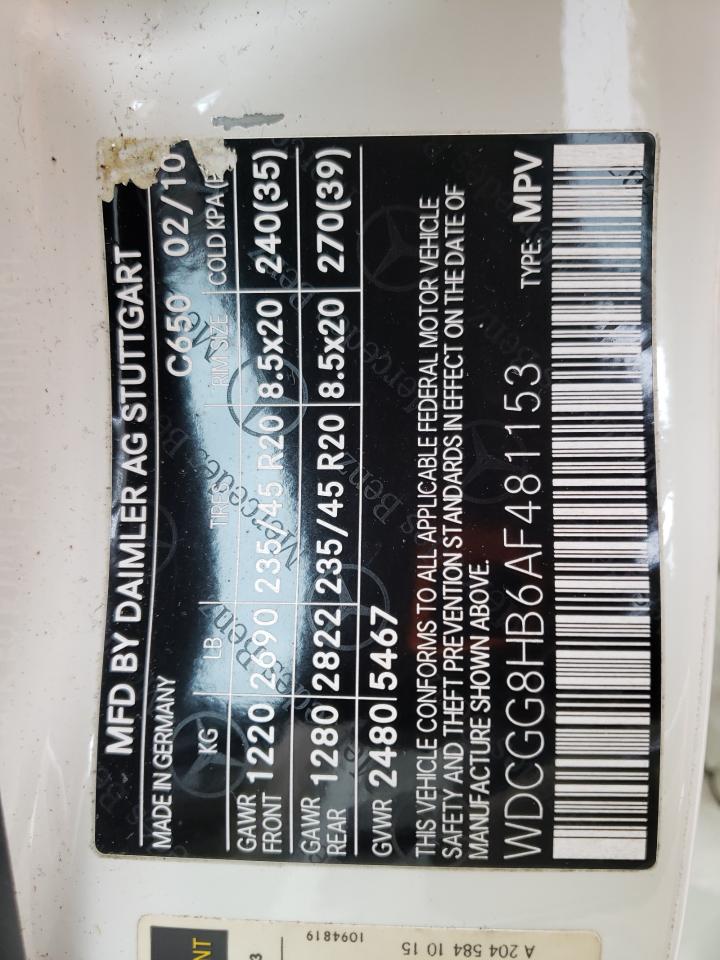 MFD BY DAIMLER AG STUTTGART
MADE IN GERMANY C650 02/10
KG LB TIRES RIM SIZE COLD KPA
GAWR FRONT 1220 2690 235/45 R20 8.5x20 240(35)
GAWR REAR 1280 2822 235/45 R20 8.5x20 270(39)
GVWR 2480 5467
THIS VEHICLE CONFORMS TO ALL APPLICABLE FEDERAL MOTOR VEHICLE
SAFETY AND THEFT PREVENTION STANDARDS IN EFFECT ON THE DATE OF
MANUFACTURE SHOWN ABOVE.
WDCGG8HB6AF481153 TYPE: MPV
A 204 584 10 15
1094819